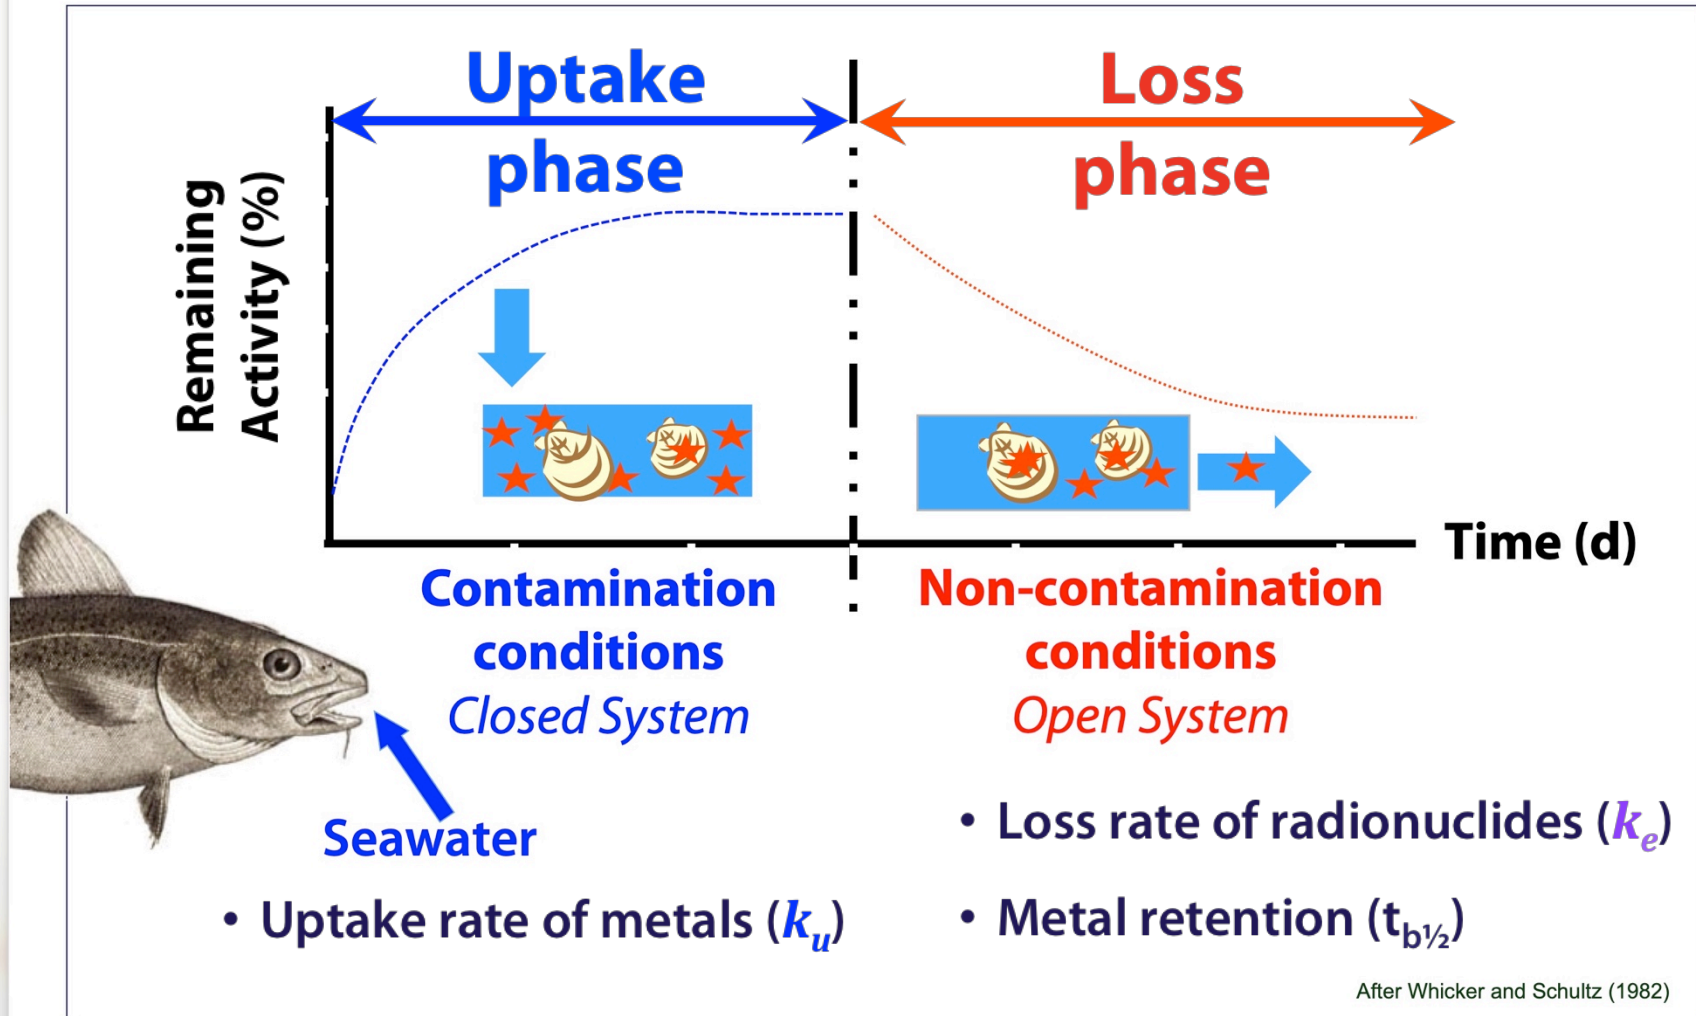 Uptake
phase
Loss
phase
Remaining
Activity (%)
Time (d)
Contamination
conditions
Closed System
Non-contamination
conditions
Open System
Seawater
• Uptake rate of metals (ku)
• Loss rate of radionuclides (ke)
• Metal retention (tb½)
After Whicker and Schultz (1982)